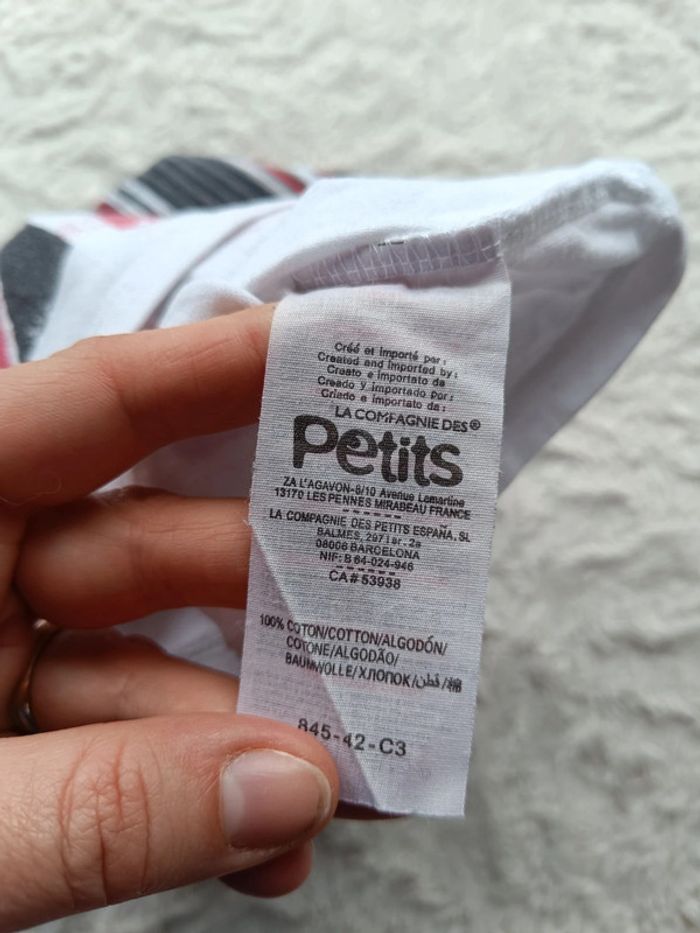 Créé et importé par :
Created and imported by :
Creato e importato da
Creado y importado por:
Criado e importado da :
LA COMPAGNIE DES®
Petits
ZA L'AGAVON-8/10 Avenue Lamartine
13170 LES PENNES MIRABEAU FRANCE
LA COMPAGNIE DES PETITS ESPAÑA, SL
BALMES, 297 1er. 2a
08006 BARCELONA
NIF: B 64-024-946
CA # 53938
100% COTON/COTTON/ALGODÓN/
COTONE/ALGODÃO/
BAUMWOLLE/ХЛОПОК/قطن/棉
845-42-C3